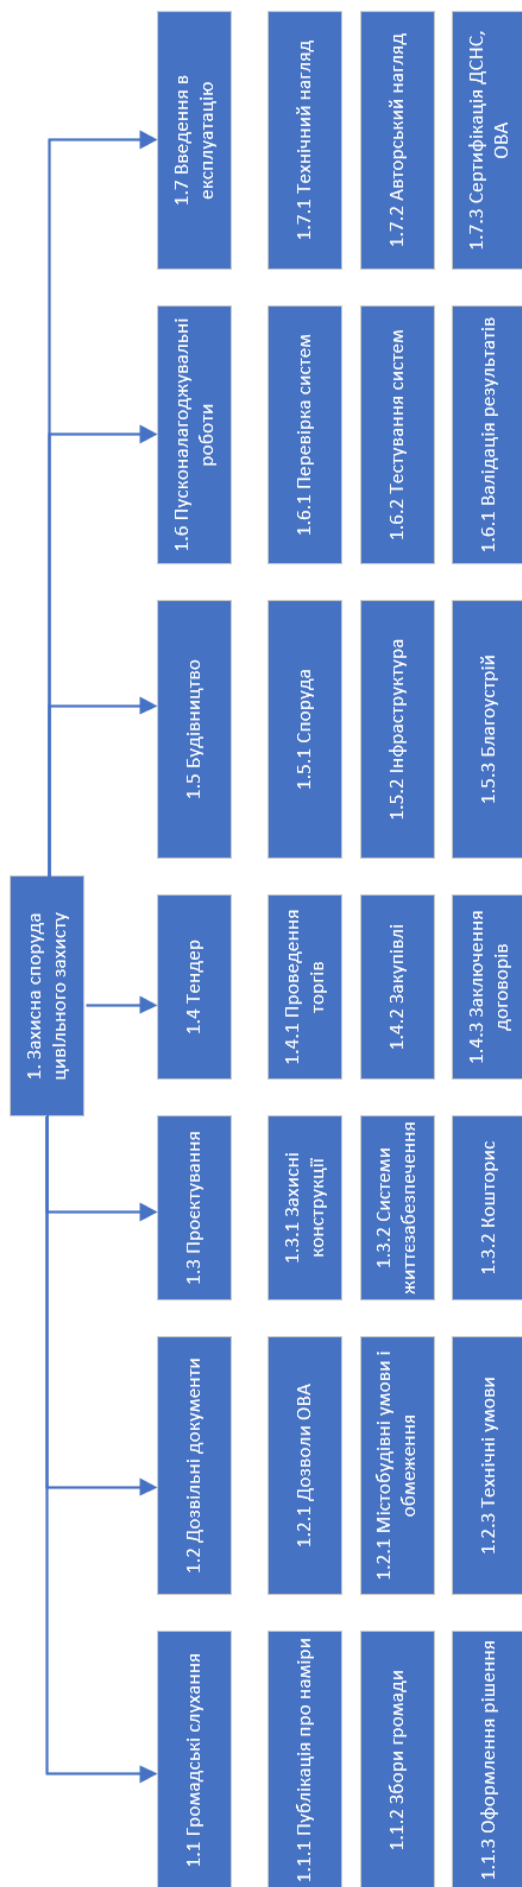 1. Захисна споруда
цивільного захисту
1.1 Громадські слухання
1.1.1 Публікація про наміри
1.1.2 Збори громади
1.1.3 Оформлення рішення
1.2 Дозвільні документи
1.2.1 Дозволи ОВА
1.2.1 Містобудівні умови і
обмеження
1.2.3 Технічні умови
1.3 Проєктування
1.3.1 Захисні
конструкції
1.3.2 Системи
життєзабезпечення
1.3.2 Кошторис
1.4 Тендер
1.4.1 Проведення
торгів
1.4.2 Закупівлі
1.4.3 Заключення
договорів
1.5 Будівництво
1.5.1 Споруда
1.5.2 Інфраструктура
1.5.3 Благоустрій
1.6 Пусконалагоджувальні
роботи
1.6.1 Перевірка систем
1.6.2 Тестування систем
1.6.1 Валідація результатів
1.7 Введення в
експлуатацію
1.7.1 Технічний нагляд
1.7.2 Авторський нагляд
1.7.3 Сертифікація ДСНС,
ОВА